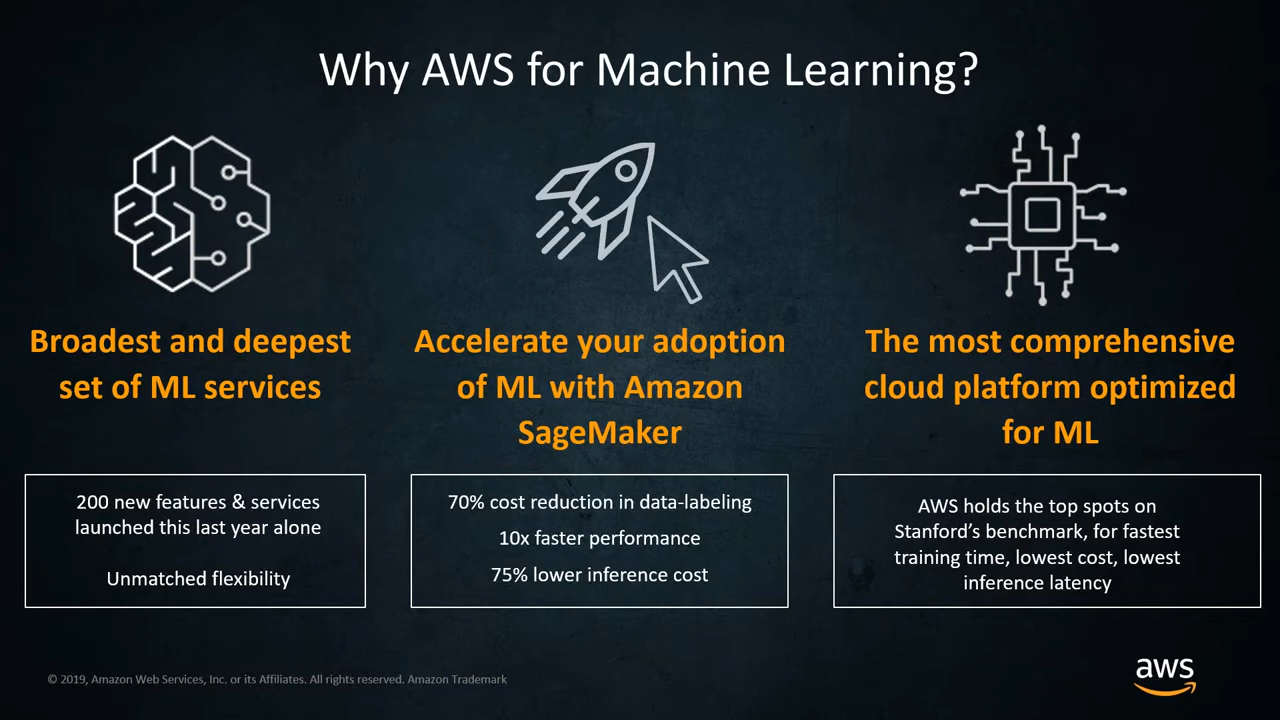 Why AWS for Machine Learning?
Broadest and deepest
set of ML services
200 new features & services
launched this last year alone
Unmatched flexibility
Accelerate your adoption
of ML with Amazon
SageMaker
70% cost reduction in data-labeling
10x faster performance
75% lower inference cost
The most comprehensive
cloud platform optimized
for ML
AWS holds the top spots on
Stanford’s benchmark, for fastest
training time, lowest cost, lowest
inference latency
© 2019, Amazon Web Services, Inc. or its Affiliates. All rights reserved. Amazon Trademark
aws